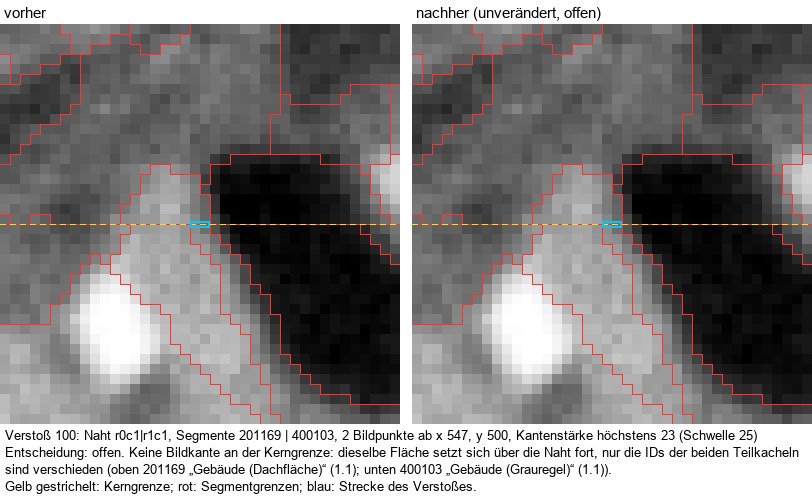 vorher
nachher (unverändert, offen)
Verstoß 100: Naht r0c1|r1c1, Segmente 201169 | 400103, 2 Bildpunkte ab x 547, y 500, Kantenstärke höchstens 23 (Schwelle 25)
Entscheidung: offen. Keine Bildkante an der Kerngrenze: dieselbe Fläche setzt sich über die Naht fort, nur die IDs der beiden Teilkacheln
sind verschieden (oben 201169 „Gebäude (Dachfläche)“ (1.1); unten 400103 „Gebäude (Grauregel)“ (1.1)).
Gelb gestrichelt: Kerngrenze; rot: Segmentgrenzen; blau: Strecke des Verstoßes.